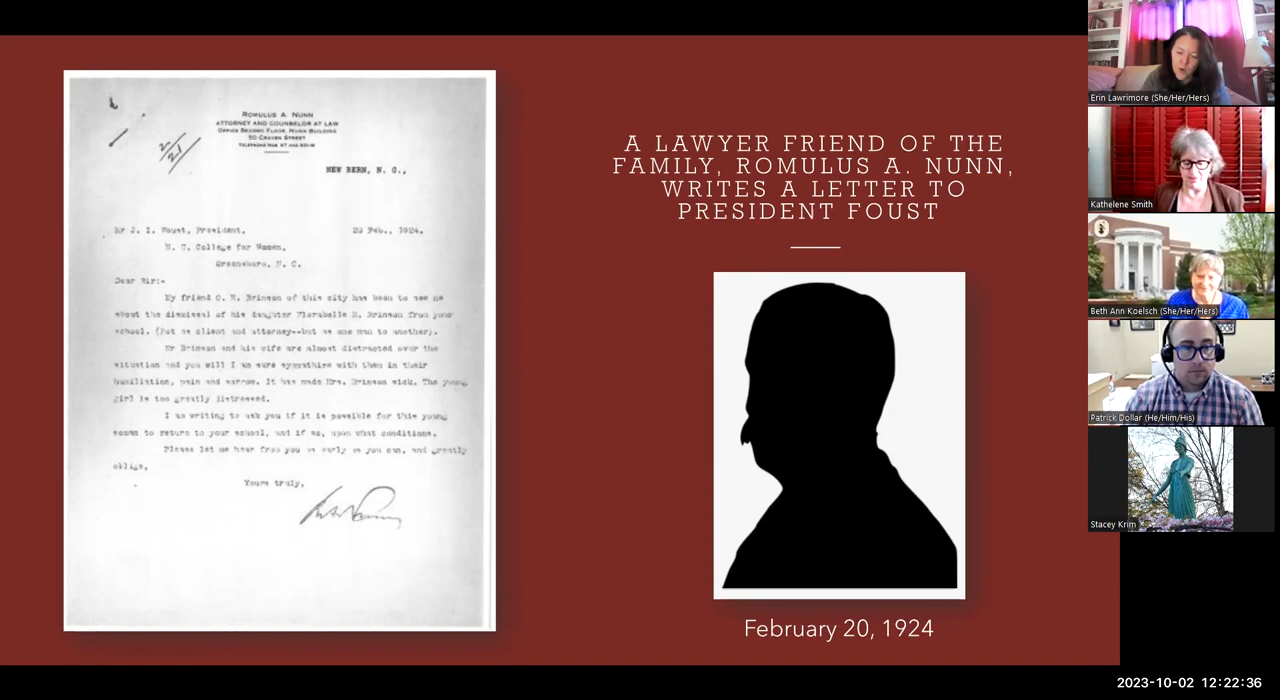 ROMULUS A. NUNN
ATTORNEY AND COUNSELOR AT LAW
OFFICE SECOND FLOOR, NUNN BUILDING
50 CRAVEN STREET
TELEPHONE NOS 97 AND
2/21
NEW BERN, N. C.,
Mr J. I. Foust, President,
20 Feb., 1924.
N. C. College for Women,
Greensboro, N. C.
Dear Sir:-
My friend O. H. Brinson of this city has been to see me
about the dismissal of his daughter Florabelle H. Brinson from your
school. (Not as client and attorney--but as one man to another).
Mr Brinson and his wife are almost distracted over the
situation and you will I am sure sympathize with them in their
humiliation, pain and sorrow. It has made Mrs. Brinson sick. The young
girl is too greatly distressed.
I am writing to ask you if it is possible for this young
woman to return to your school, and if so, upon what conditions.
Please let me hear from you as early as you can, and greatly
oblige,
Yours truly,
A LAWYER FRIEND OF THE
FAMILY, ROMULUS A. NUNN,
WRITES A LETTER TO
PRESIDENT FOUST
February 20, 1924
Erin Lawrimore (She/Her/Hers)
Kathelene Smith
Beth Ann Koelsch (She/Her/Hers)
Patrick Dollar (He/Him/His)
Stacey Krim
2023-10-02 12:22:36